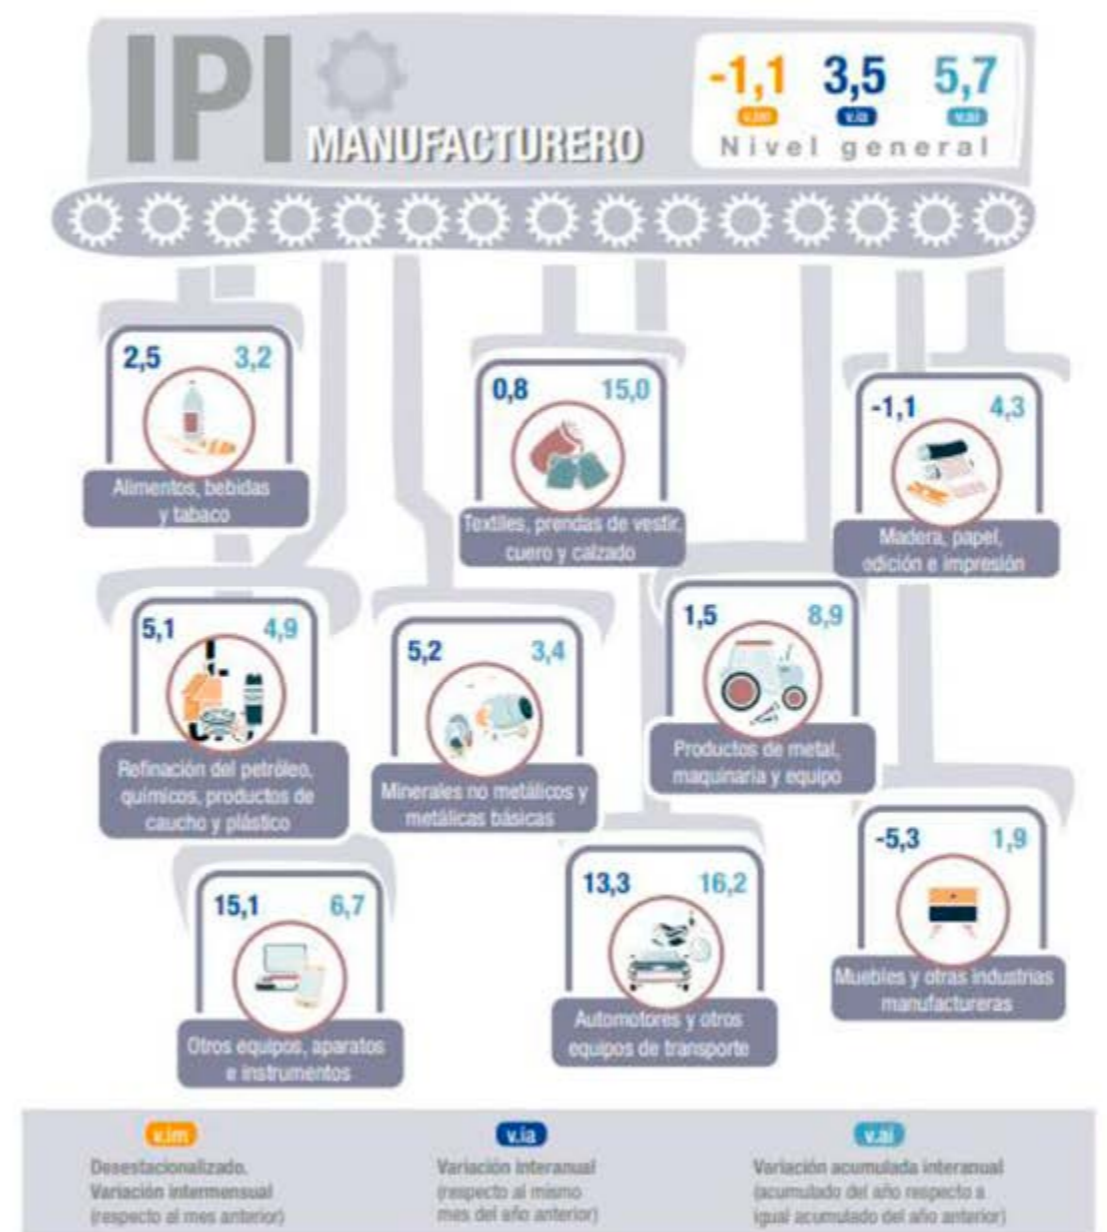 IPI
MANUFACTURERO
-1,1 3,5 5,7
v.im v.ia v.ai
Nivel general
2,5 3,2
Alimentos, bebidas
y tabaco
0,8 15,0
Textiles, prendas de vestir,
cuero y calzado
-1,1 4,3
Madera, papel,
edición e impresión
5,1 4,9
Refinación del petróleo,
químicos, productos de
caucho y plástico
5,2 3,4
Minerales no metálicos y
metálicas básicas
1,5 8,9
Productos de metal,
maquinaria y equipo
15,1 6,7
Otros equipos, aparatos
e instrumentos
13,3 16,2
Automotores y otros
equipos de transporte
-5,3 1,9
Muebles y otras industrias
manufactureras
v.im
Desestacionalizado.
Variación intermensual
(respecto al mes anterior)
v.ia
Variación interanual
(respecto al mismo
mes del año anterior)
v.ai
Variación acumulada interanual
(acumulado del año respecto a
igual acumulado del año anterior)